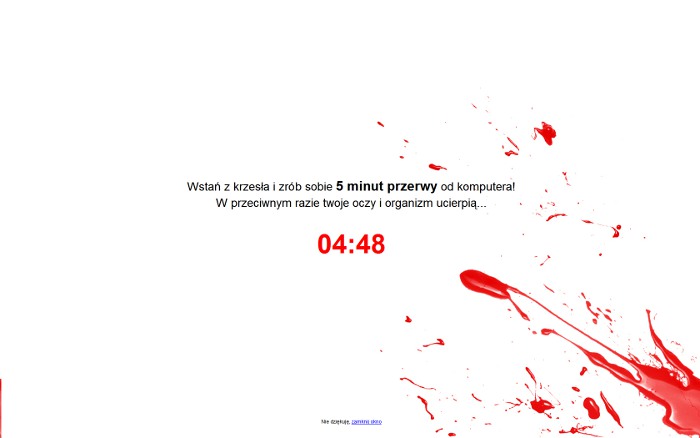 Wstań z krzesła i zrób sobie 5 minut przerwy od komputera!
W przeciwnym razie twoje oczy i organizm ucierpią...
04:48
Nie dziękuję, zamknij okno